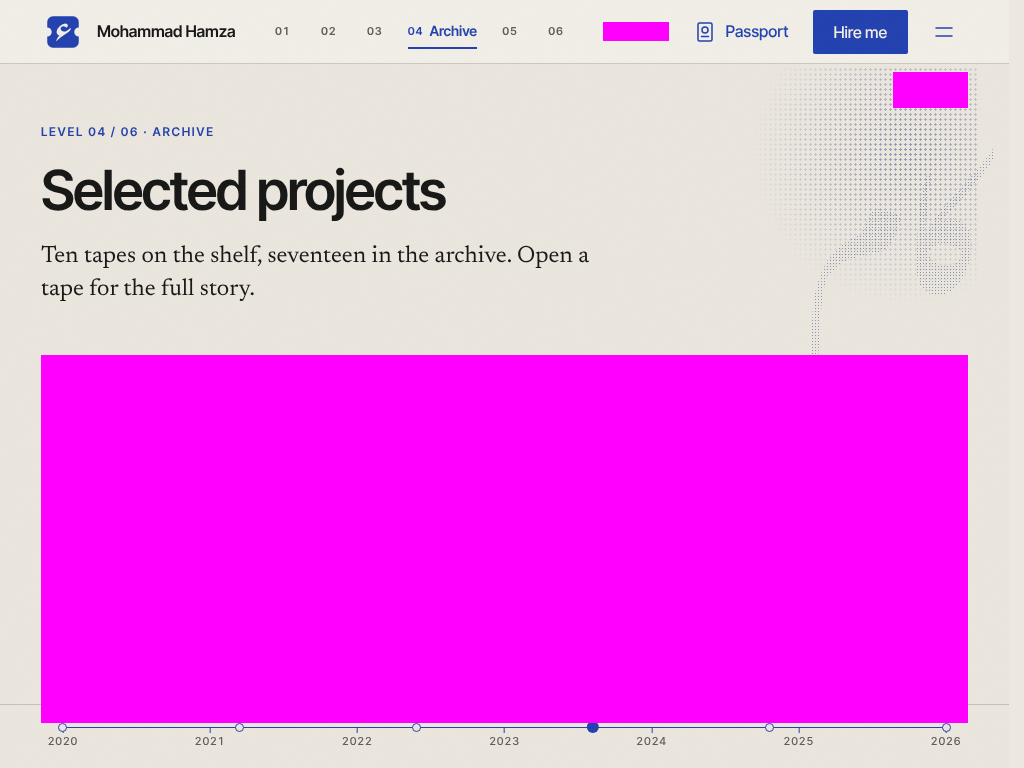 Mohammad Hamza
01
02
03
04 Archive
05
06
Passport
Hire me
LEVEL 04 / 06 · ARCHIVE
Selected projects
Ten tapes on the shelf, seventeen in the archive. Open a
tape for the full story.
2020
2021
2022
2023
2024
2025
2026